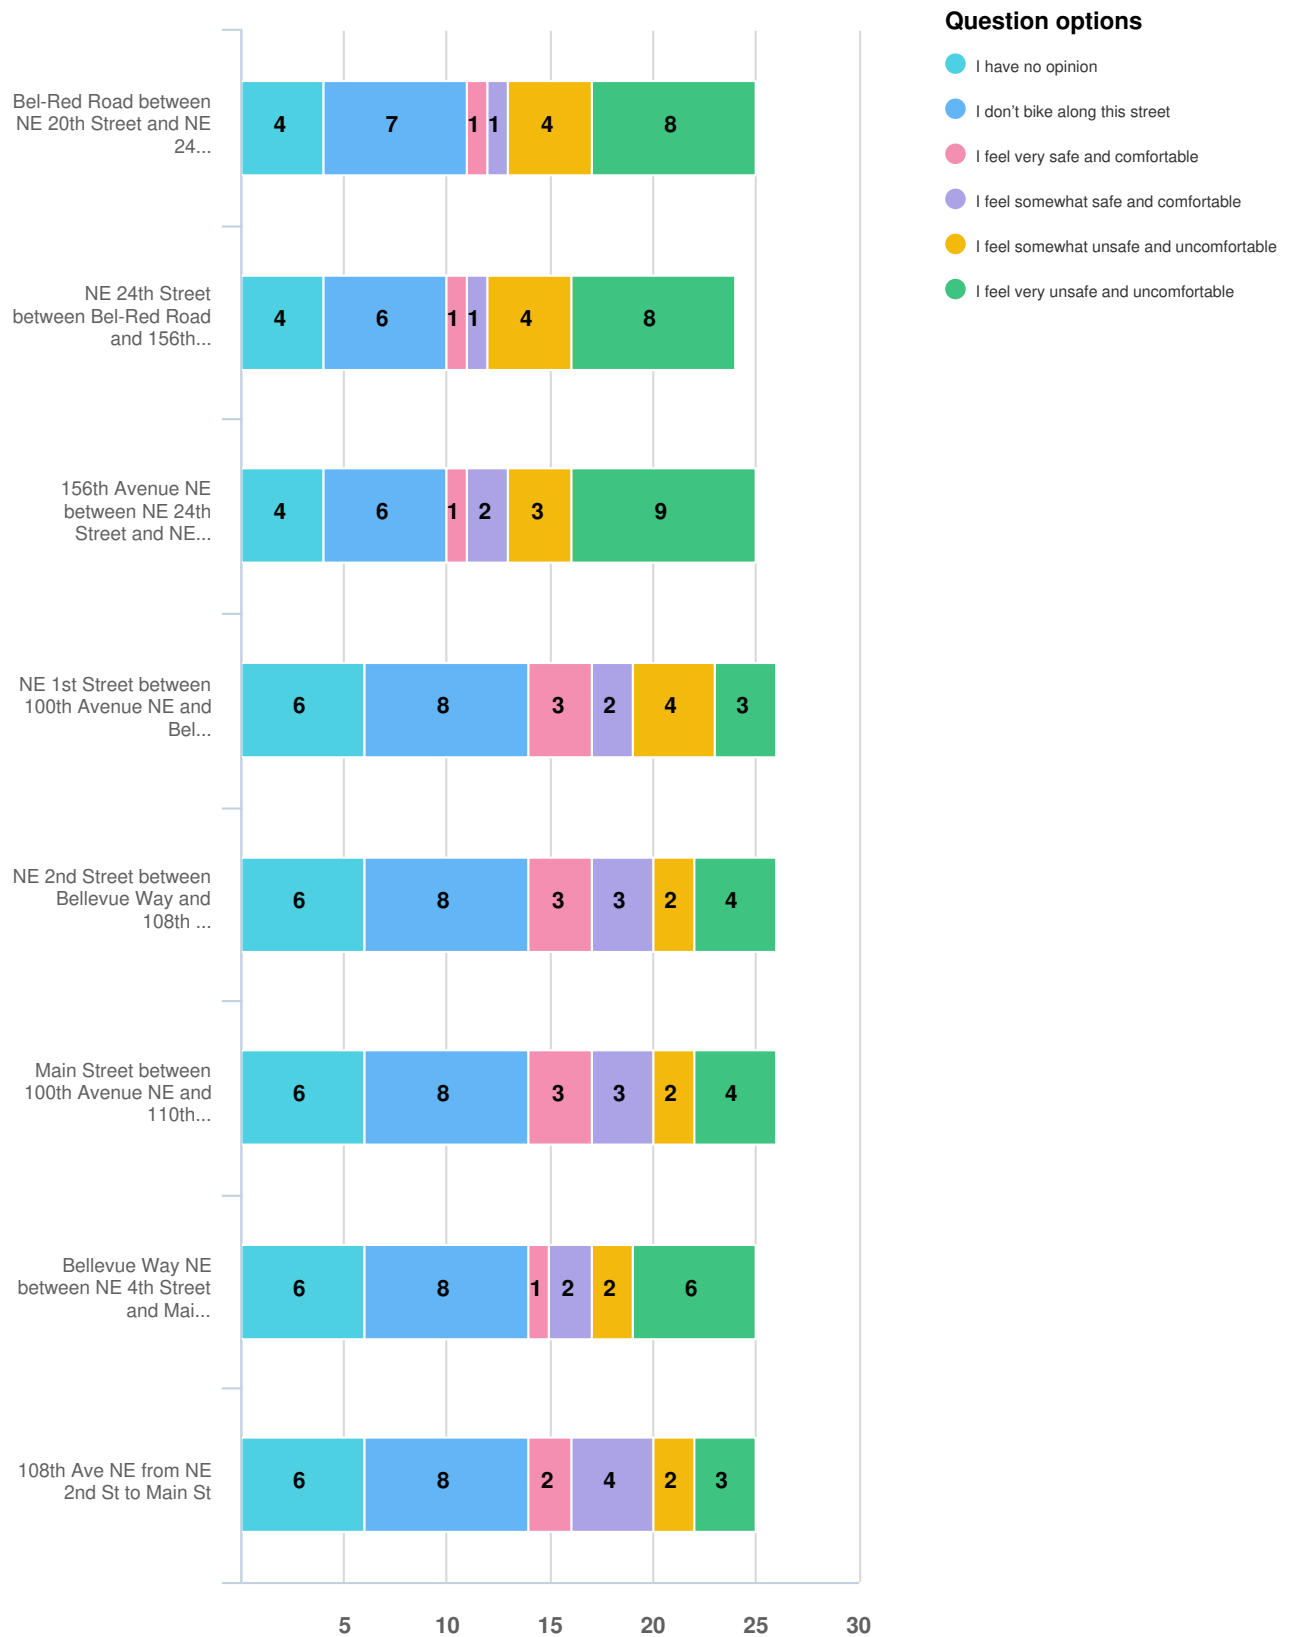 Question options
I have no opinion
I don't bike along this street
I feel very safe and comfortable
I feel somewhat safe and comfortable
I feel somewhat unsafe and uncomfortable
I feel very unsafe and uncomfortable
Bel-Red Road between
NE 20th Street and NE
24...
4 7 1 1 4 8
NE 24th Street
between Bel-Red Road
and 156th...
4 6 1 1 4 8
156th Avenue NE
between NE 24th
Street and NE...
4 6 1 2 3 9
NE 1st Street between
100th Avenue NE and
Bel...
6 8 3 2 4 3
NE 2nd Street between
Bellevue Way and
108th ...
6 8 3 3 2 4
Main Street between
100th Avenue NE and
110th...
6 8 3 3 2 4
Bellevue Way NE
between NE 4th Street
and Mai...
6 8 1 2 2 6
108th Ave NE from NE
2nd St to Main St
6 8 2 4 2 3
5 10 15 20 25 30